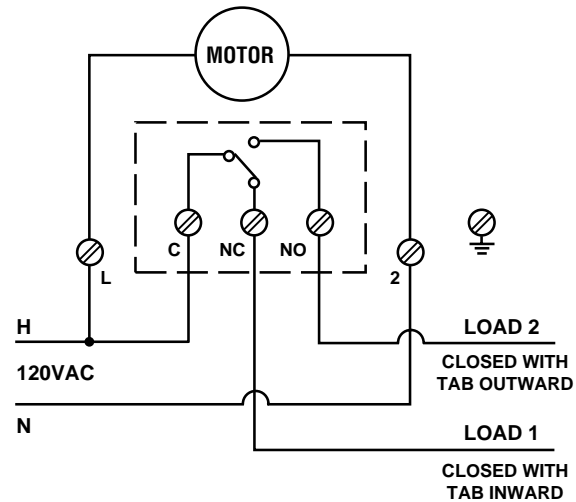 MOTOR
C
NC
NO
L
2
H
LOAD 2
120VAC
CLOSED WITH
TAB OUTWARD
N
LOAD 1
CLOSED WITH
TAB INWARD